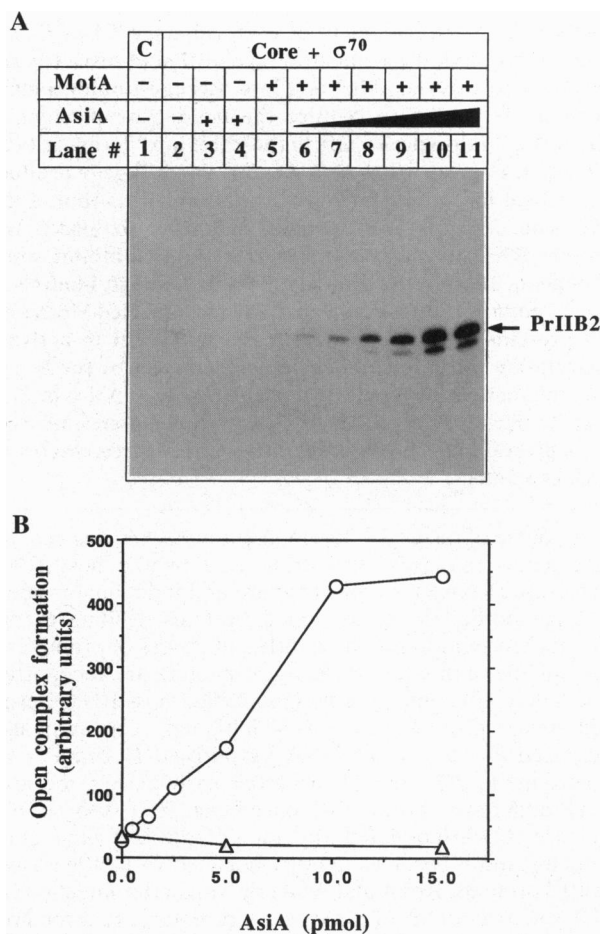 A
C Core + σ⁷⁰
MotA − − − − + + + + + + +
AsiA − − + + −
Lane # 1 2 3 4 5 6 7 8 9 10 11
PrIIB2
B
500
400
300
200
100
0
Open complex formation
(arbitrary units)
0.0 5.0 10.0 15.0
AsiA (pmol)